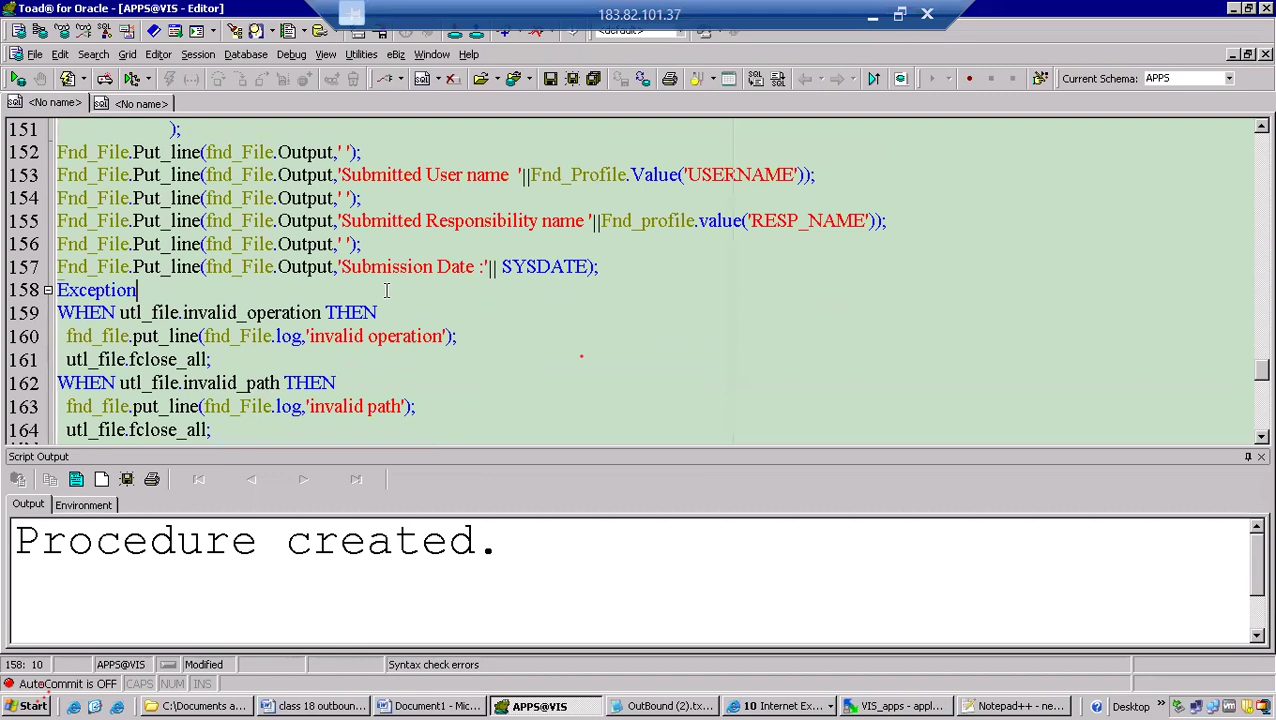 Toad® for Oracle - [APPS@VIS - Editor]
183.82.101.37
File Edit Search Grid Editor Session Database Debug View Utilities eBiz Window Help
Current Schema: APPS
<No name> <No name>
151 );
152 Fnd_File.Put_line(fnd_File.Output,' ');
153 Fnd_File.Put_line(fnd_File.Output,'Submitted User name  '||Fnd_Profile.Value('USERNAME'));
154 Fnd_File.Put_line(fnd_File.Output,' ');
155 Fnd_File.Put_line(fnd_File.Output,'Submitted Responsibility name '||Fnd_profile.value('RESP_NAME'));
156 Fnd_File.Put_line(fnd_File.Output,' ');
157 Fnd_File.Put_line(fnd_File.Output,'Submission Date :'|| SYSDATE);
158 Exception
159 WHEN utl_file.invalid_operation THEN
160 fnd_file.put_line(fnd_File.log,'invalid operation');
161 utl_file.fclose_all;
162 WHEN utl_file.invalid_path THEN
163 fnd_file.put_line(fnd_File.log,'invalid path');
164 utl_file.fclose_all;
Script Output
Output Environment
Procedure created.
158: 10 APPS@VIS Modified Syntax check errors
AutoCommit is OFF CAPS NUM INS
Start C:\Documents a... class 18 outboun... Document1 - Micr... APPS@VIS OutBound (2).tx... 10 Internet Exp... VIS_apps - appl... Notepad++ - ne... Desktop »